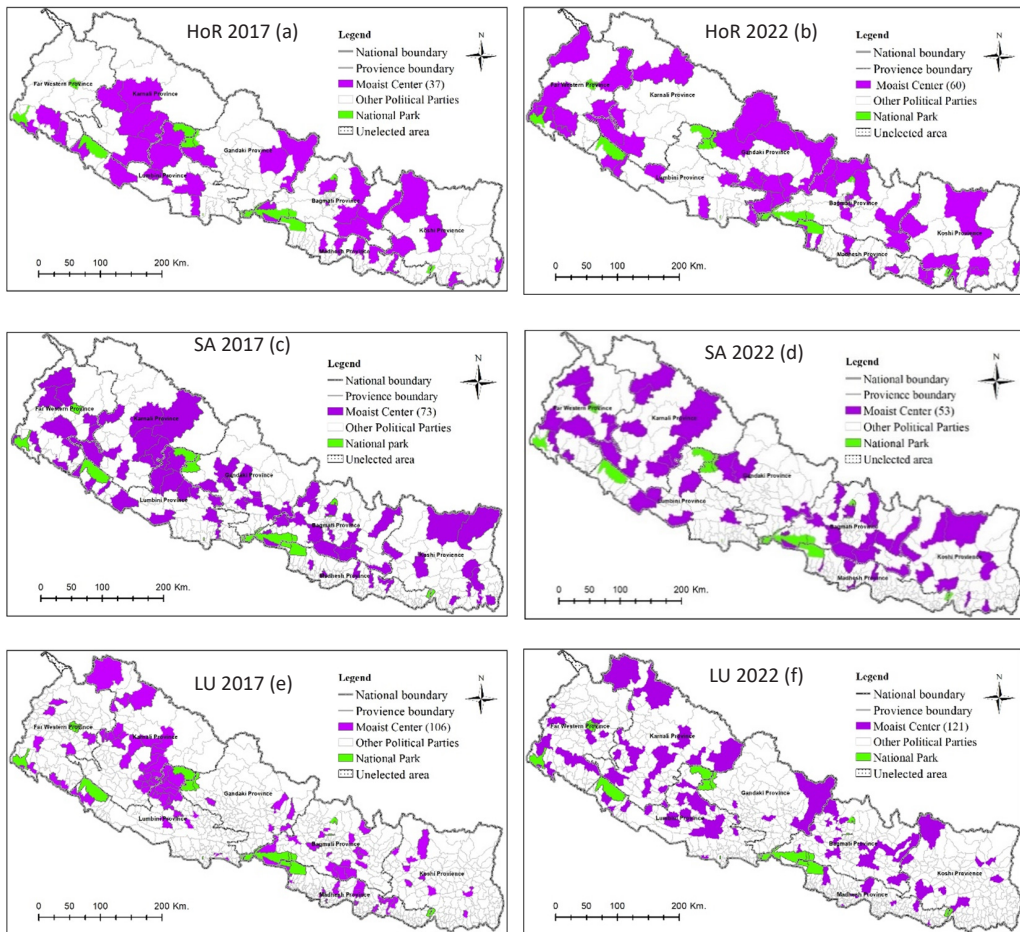 HoR 2017 (a)
N
Legend
National boundary
Provience boundary
Moaist Center (37)
Other Political Parties
National Park
Unelected area
Far Western Province
Karnali Province
Gandaki Province
Lumbini Province
Bagmati Province
Koshi Provience
Madhesh Province
0 50 100 200 Km.
HoR 2022 (b)
N
Legend
National boundary
Provience boundary
Moaist Center (60)
Other Political Parties
National Park
Unelected area
Far Western Province
Karnali Province
Gandaki Province
Lumbini Province
Bagmati Province
Koshi Provience
Madhesh Province
0 50 100 200 Km.
SA 2017 (c)
N
Legend
National boundary
Provience boundary
Moaist Center (73)
Other Political Parties
National park
Unelected area
Far Western Province
Karnali Province
Gandaki Province
Lumbini Province
Bagmati Province
Koshi Provience
Madhesh Province
0 50 100 200 Km.
SA 2022 (d)
N
Legend
National boundary
Provience boundary
Moaist Center (53)
Other Political Parties
National Park
Unelected area
Far Western Province
Karnali Province
Gandaki Province
Lumbini Province
Bagmati Province
Koshi Provience
Madhesh Province
0 50 100 200 Km.
LU 2017 (e)
N
Legend
National boundary
Provience boundary
Moaist Center (106)
Other Political Parties
National Park
Unelected area
Far Western Province
Karnali Province
Gandaki Province
Lumbini Province
Bagmati Province
Koshi Provience
Madhesh Province
0 50 100 200 Km.
LU 2022 (f)
N
Legend
National boundary
Provience boundary
Moaist Center (121)
Other Political Parties
National Park
Unelected area
Far Western Province
Karnali Province
Gandaki Province
Lumbini Province
Bagmati Province
Koshi Provience
Madhesh Province
0 50 100 200 Km.